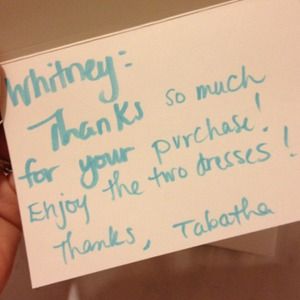 Whitney:
Thanks so much
for your purchase!
Enjoy the two dresses!
Thanks, Tabatha